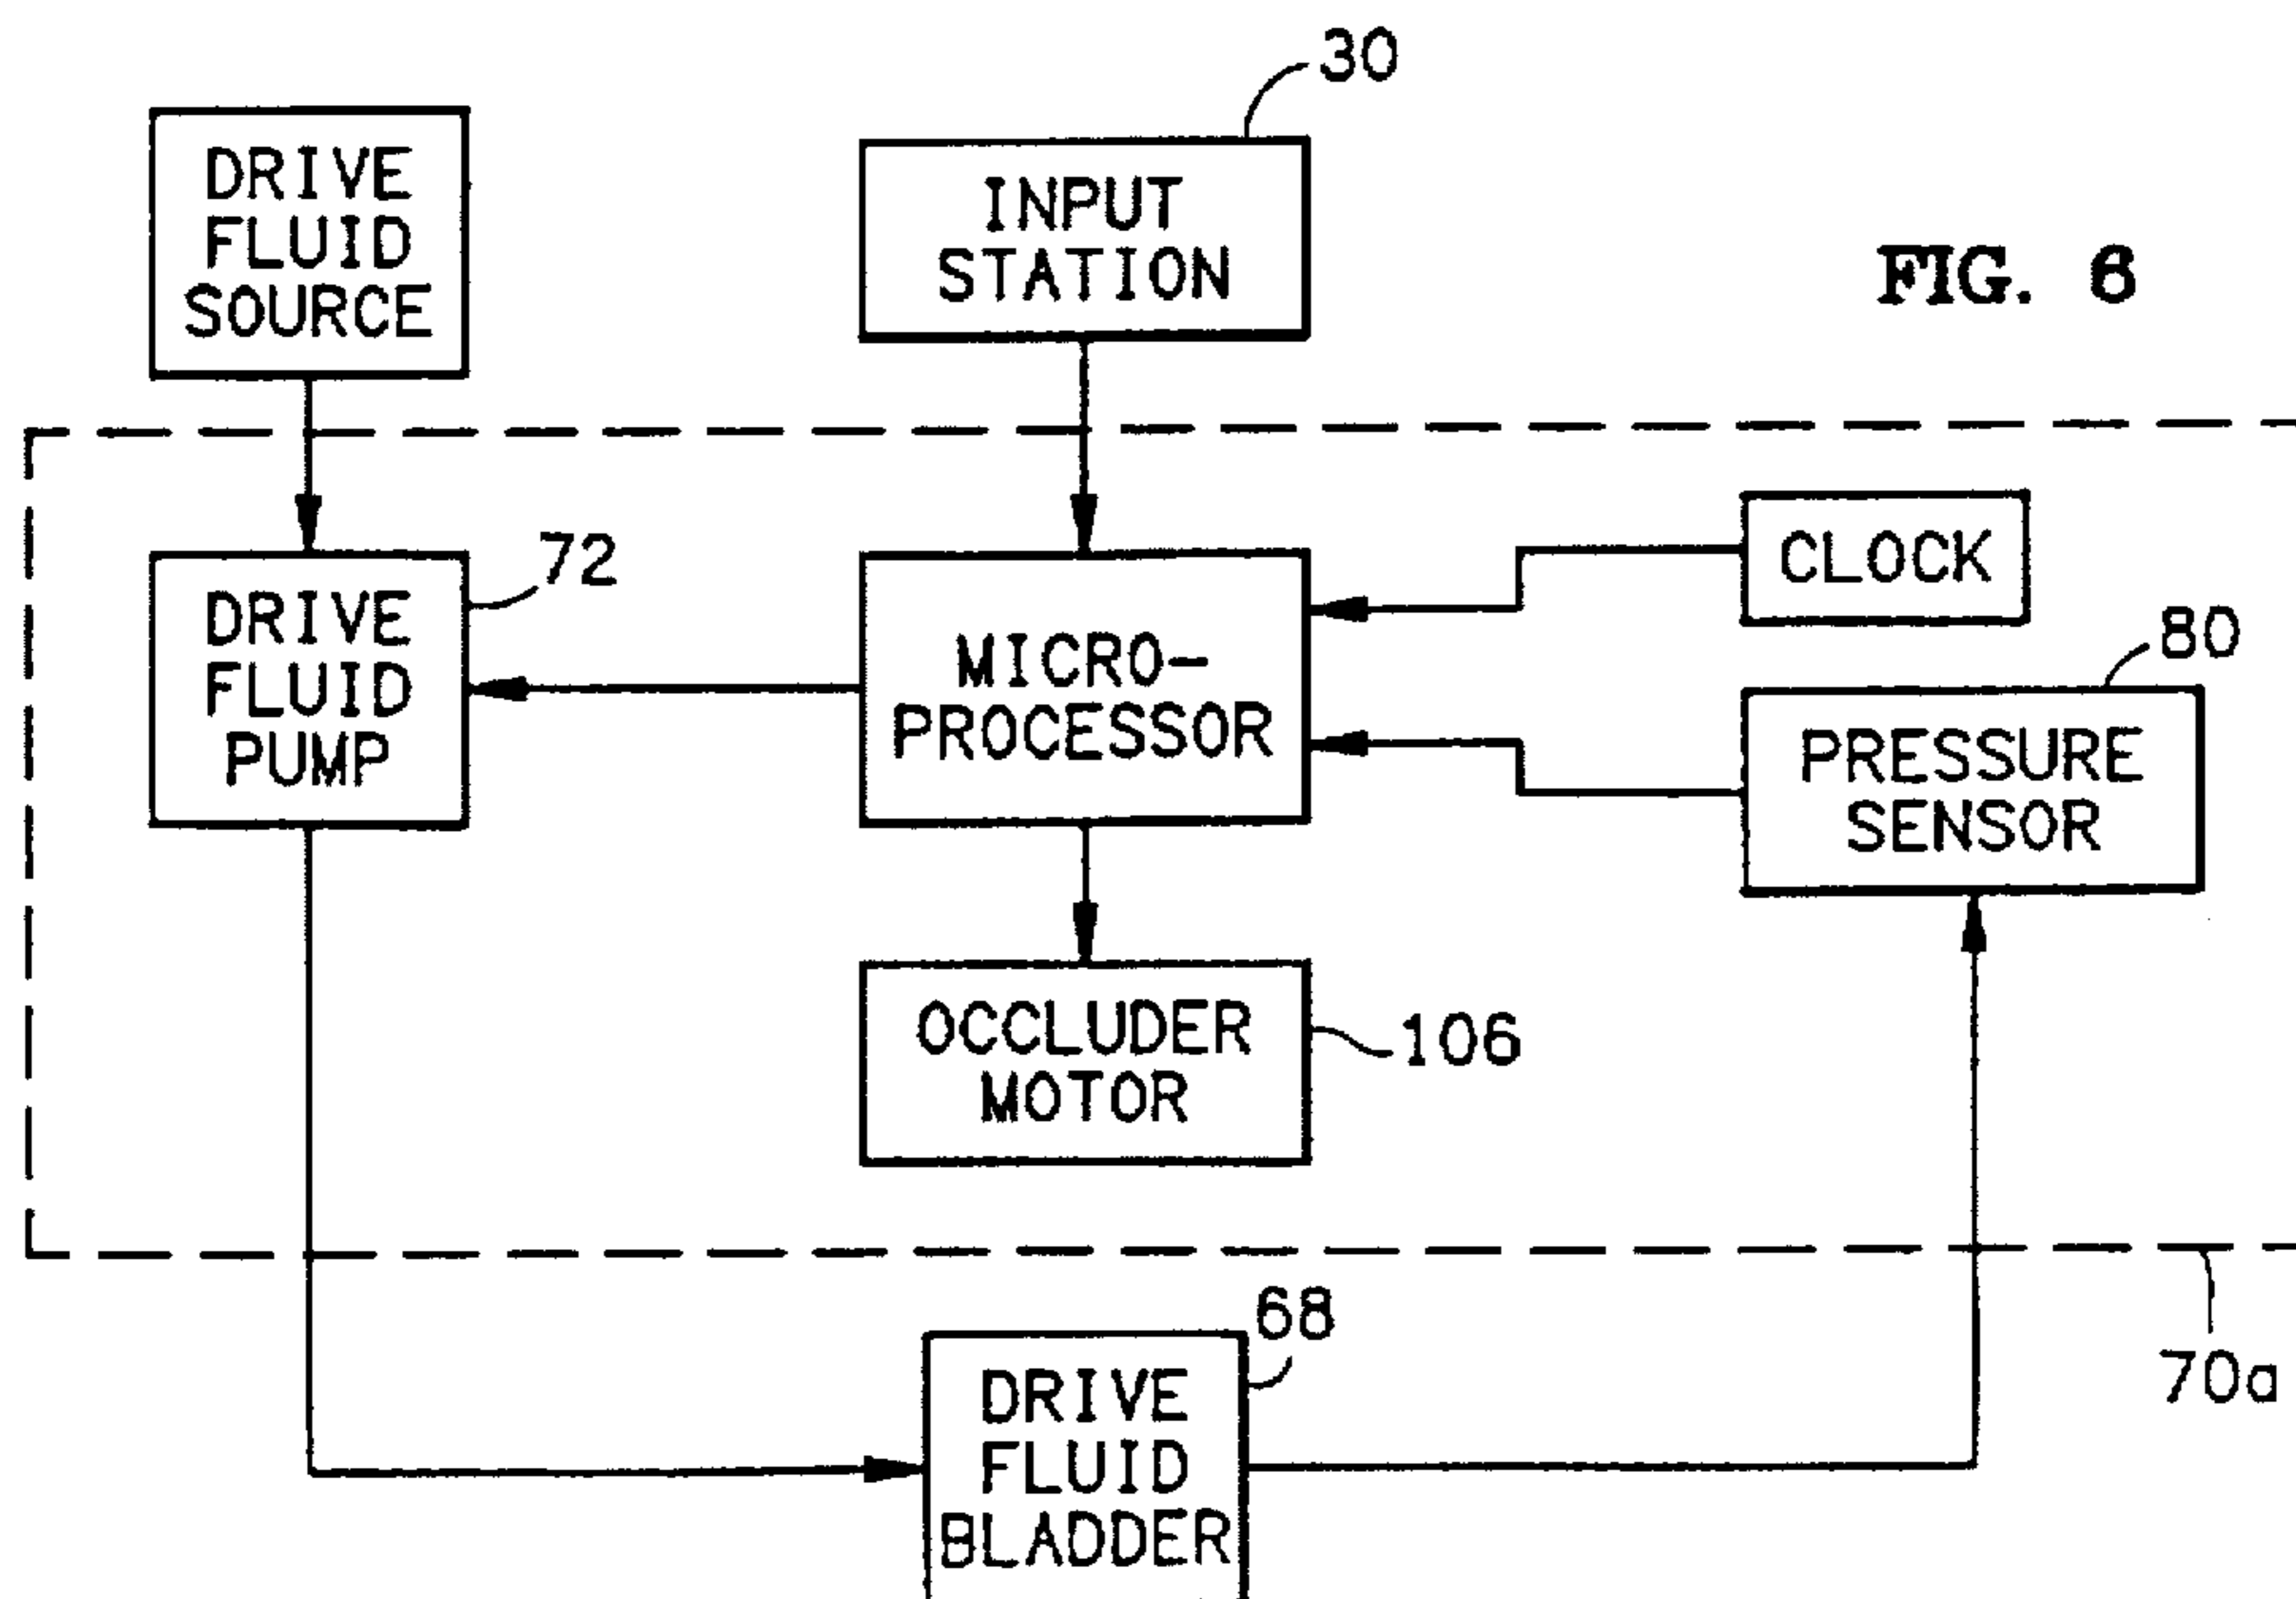 30
DRIVE
FLUID
SOURCE
INPUT
STATION
FIG. 6
72
CLOCK
DRIVE
FLUID
PUMP
MICRO-
PROCESSOR
80
PRESSURE
SENSOR
OCCLUDER
MOTOR
106
68
70a
DRIVE
FLUID
BLADDER